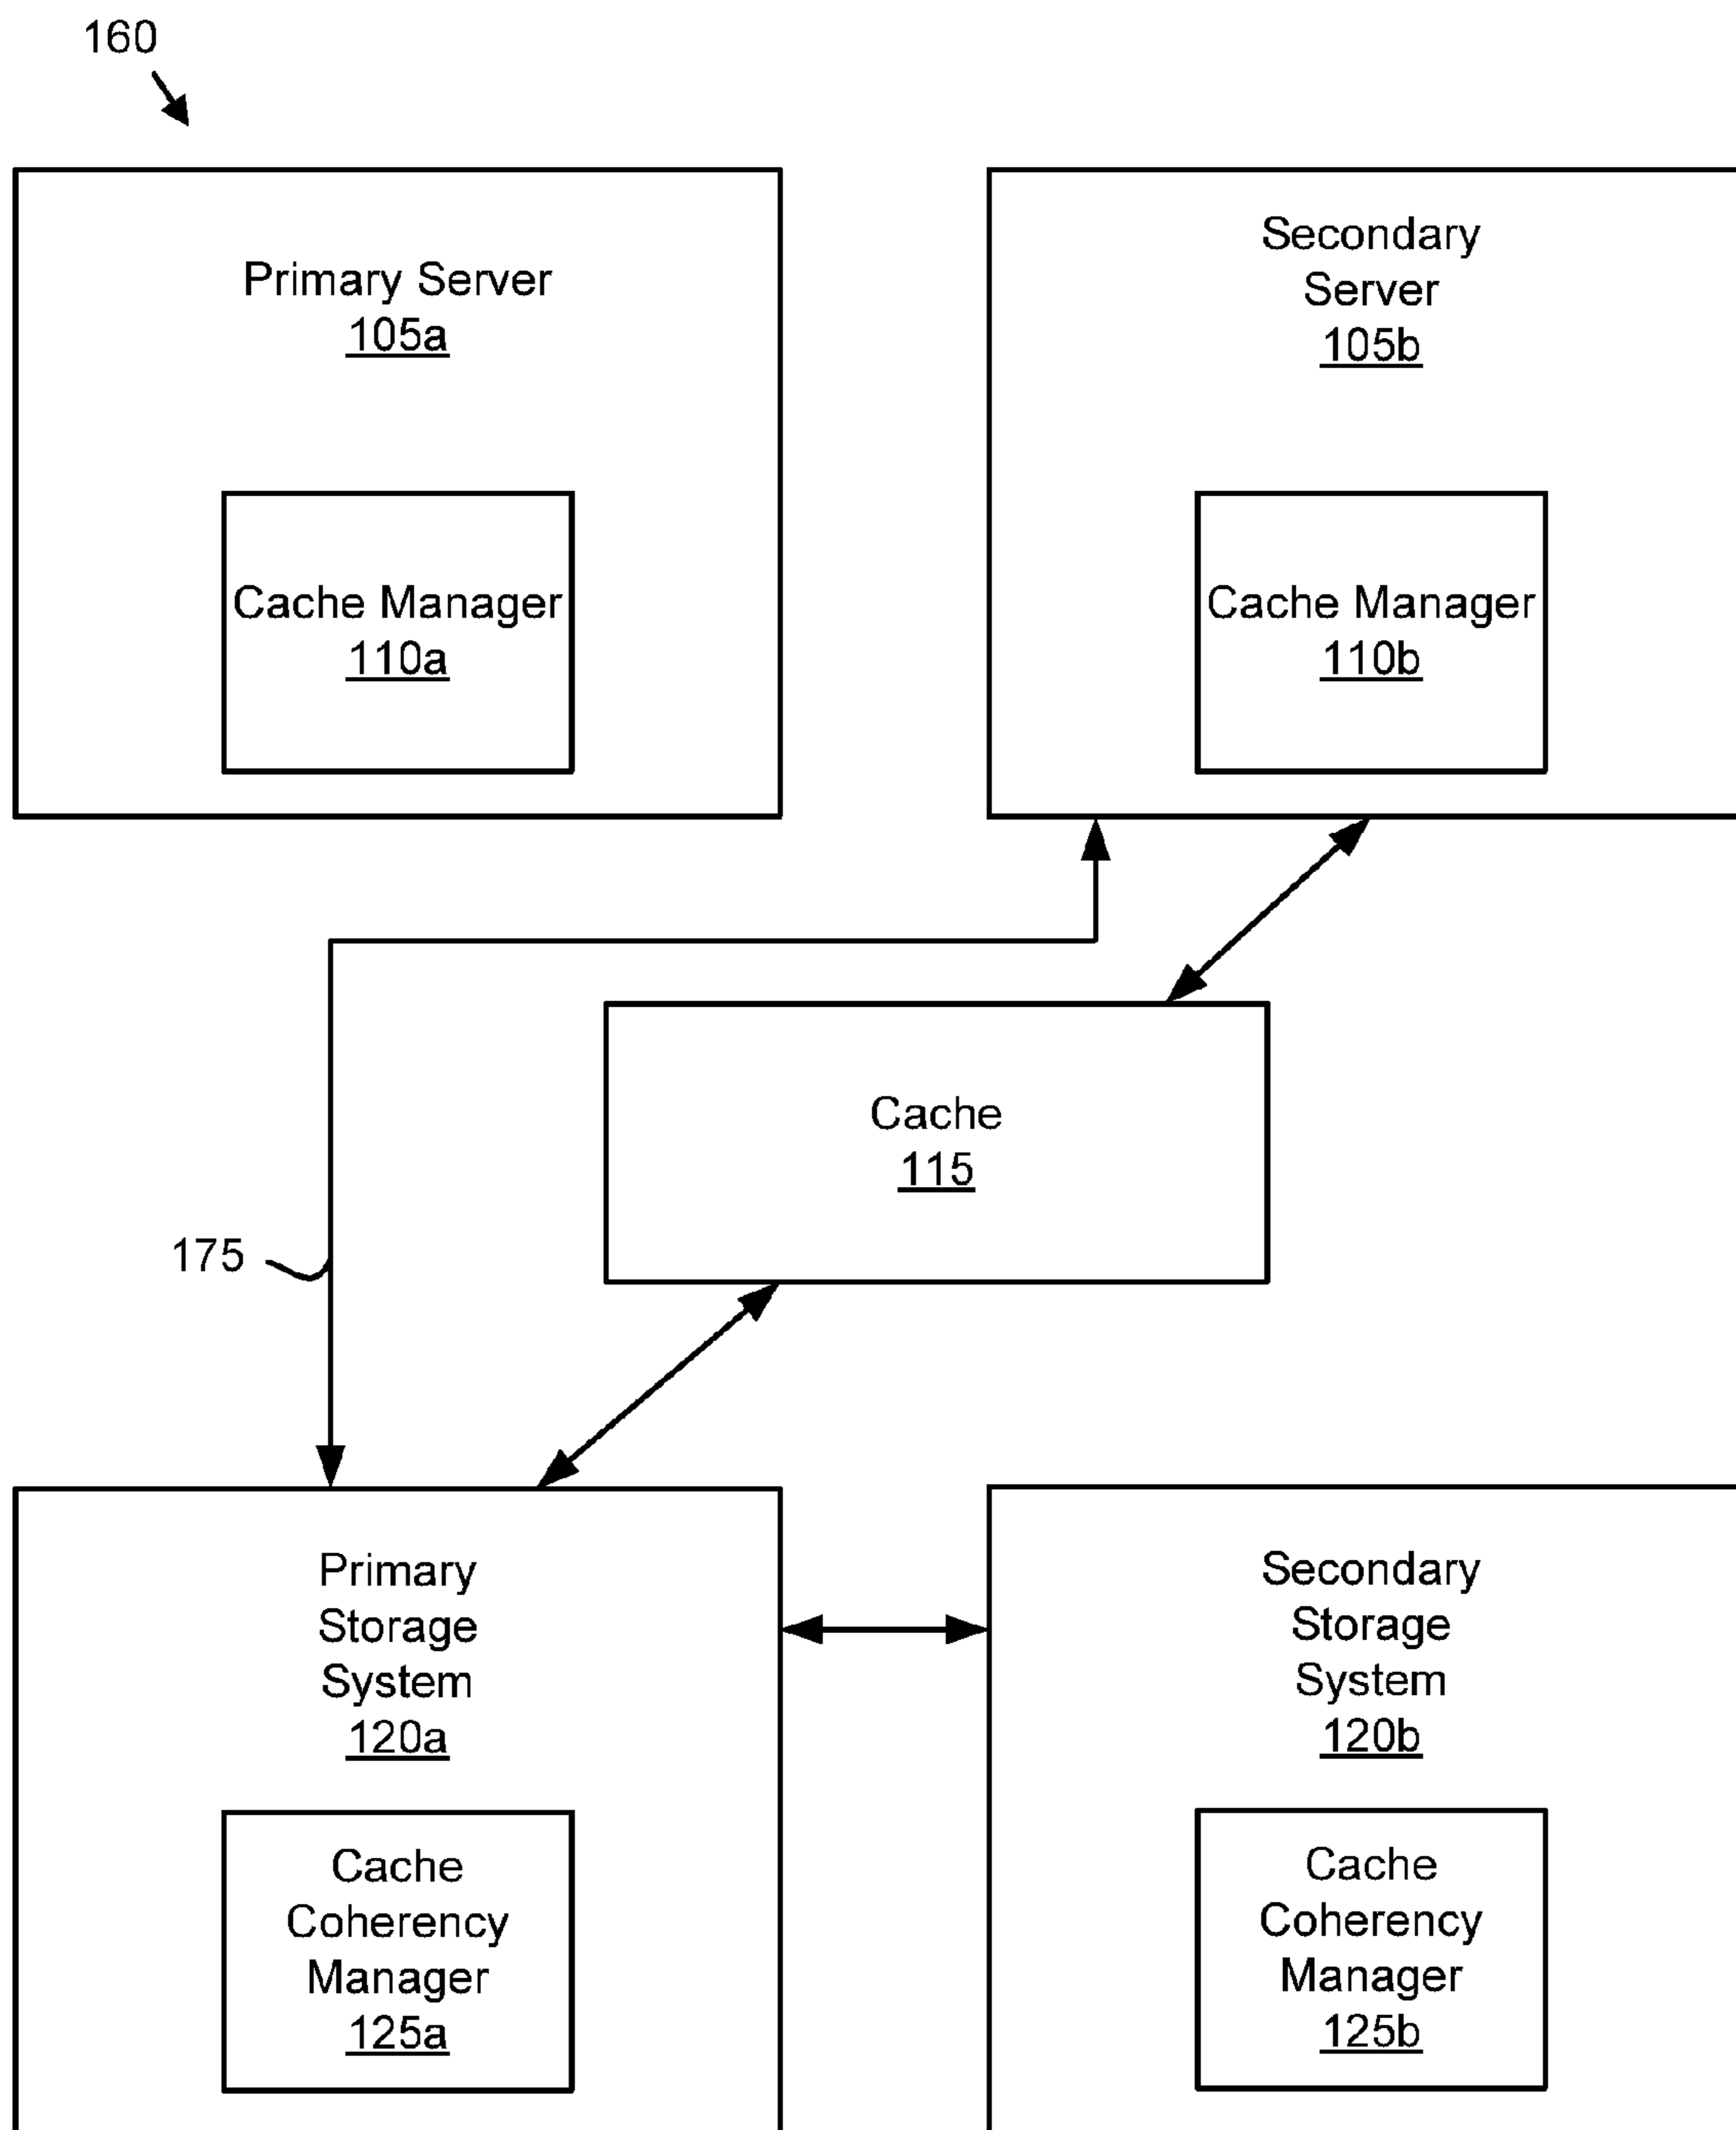 160
Primary Server
105a
Secondary
Server
105b
Cache Manager
110a
Cache Manager
110b
Cache
115
175
Primary
Storage
System
120a
Secondary
Storage
System
120b
Cache
Coherency
Manager
125a
Cache
Coherency
Manager
125b